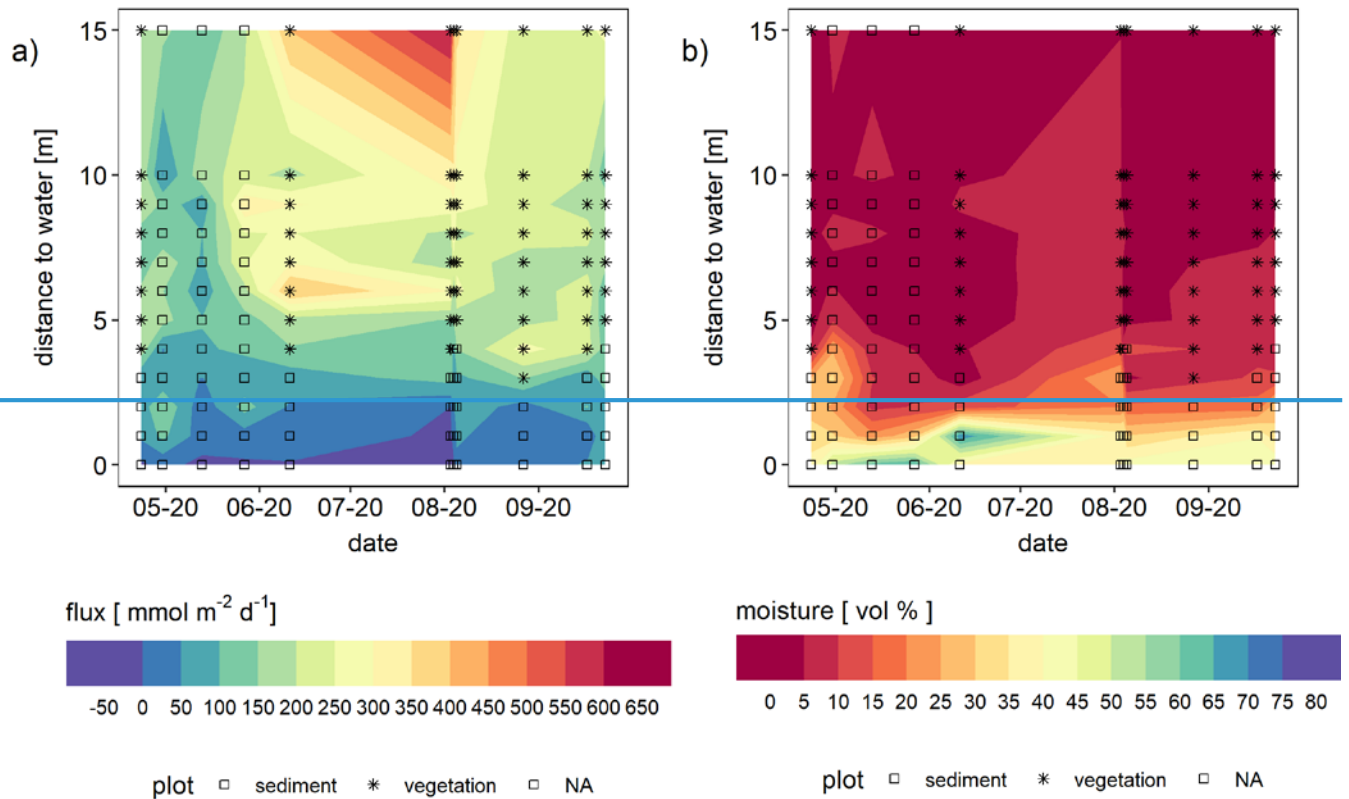 a)
distance to water [m]
15
10
5
0
05-20 06-20 07-20 08-20 09-20
date
flux [ mmol m⁻² d⁻¹]
-50 0 50 100 150 200 250 300 350 400 450 500 550 600 650
plot sediment vegetation NA
b)
distance to water [m]
15
10
5
0
05-20 06-20 07-20 08-20 09-20
date
moisture [ vol % ]
0 5 10 15 20 25 30 35 40 45 50 55 60 65 70 75 80
plot sediment vegetation NA